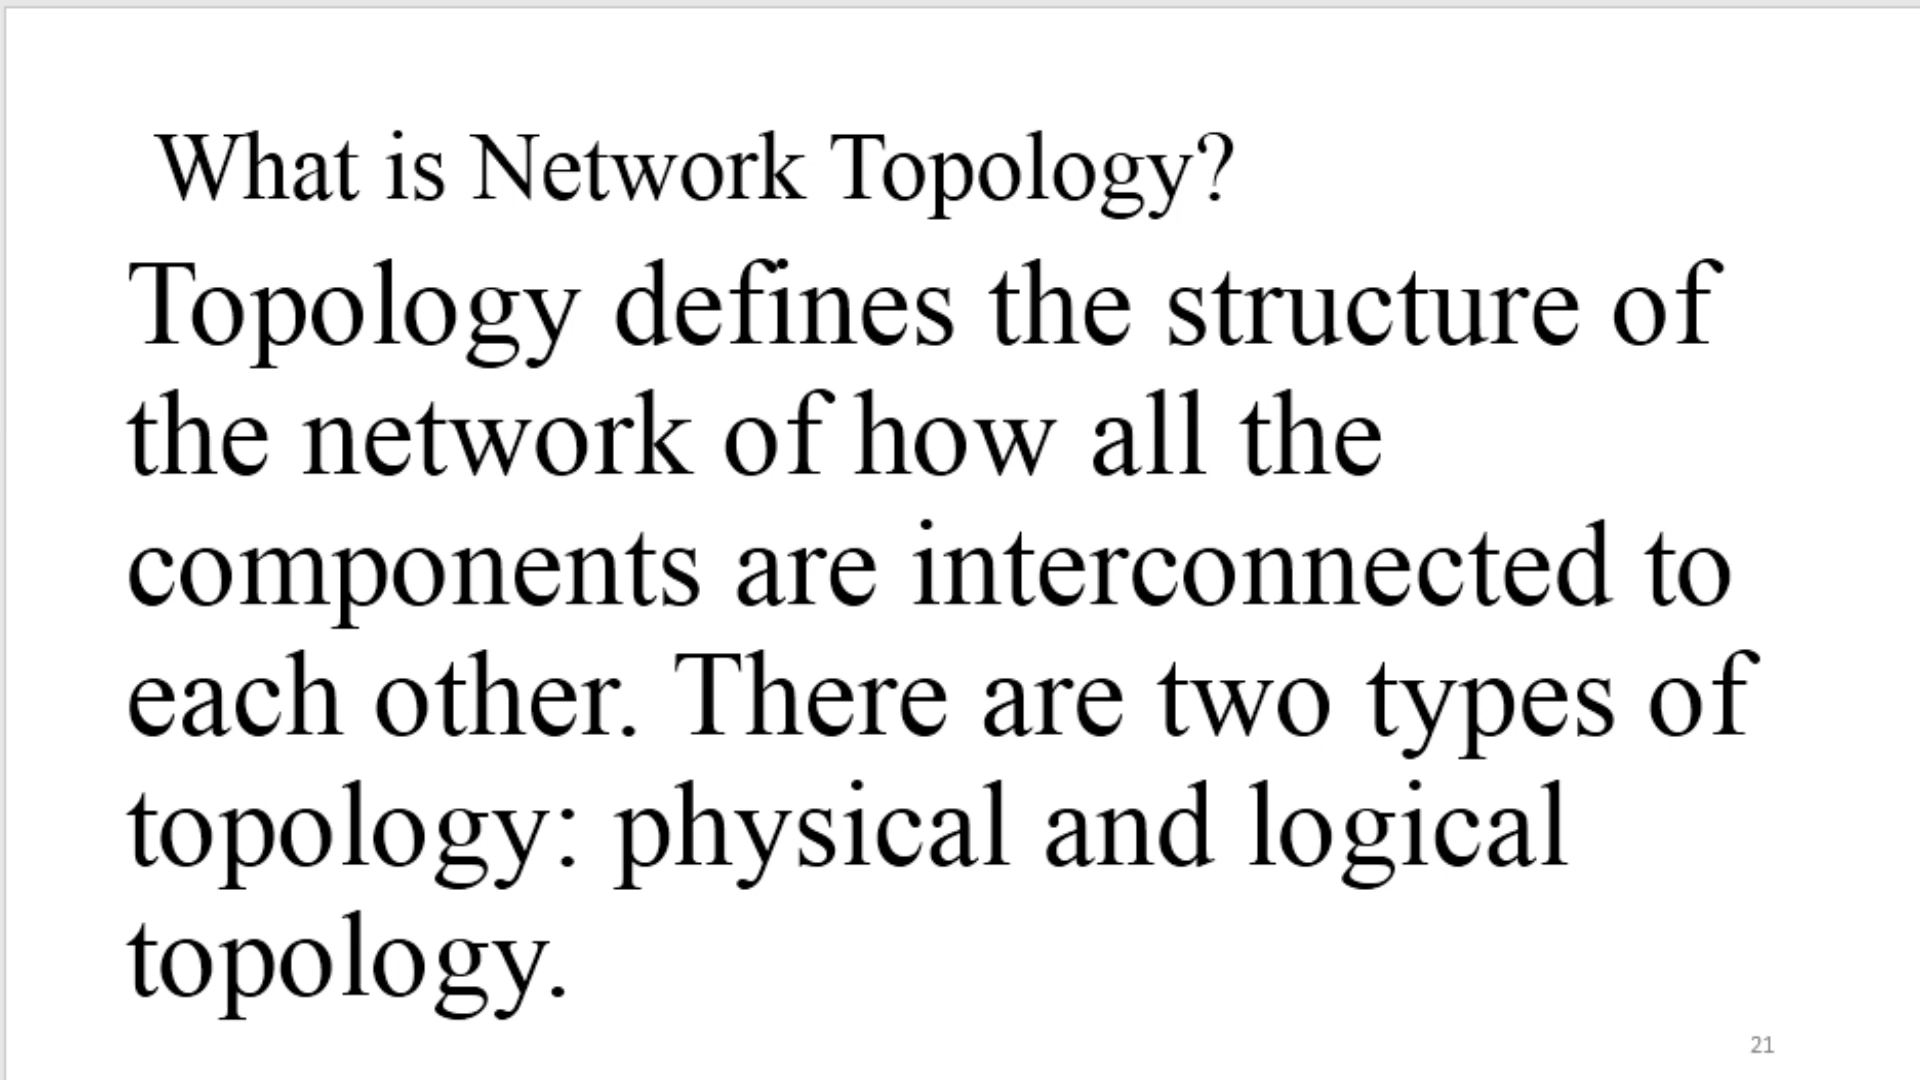 What is Network Topology?
Topology defines the structure of
the network of how all the
components are interconnected to
each other. There are two types of
topology: physical and logical
topology.
21